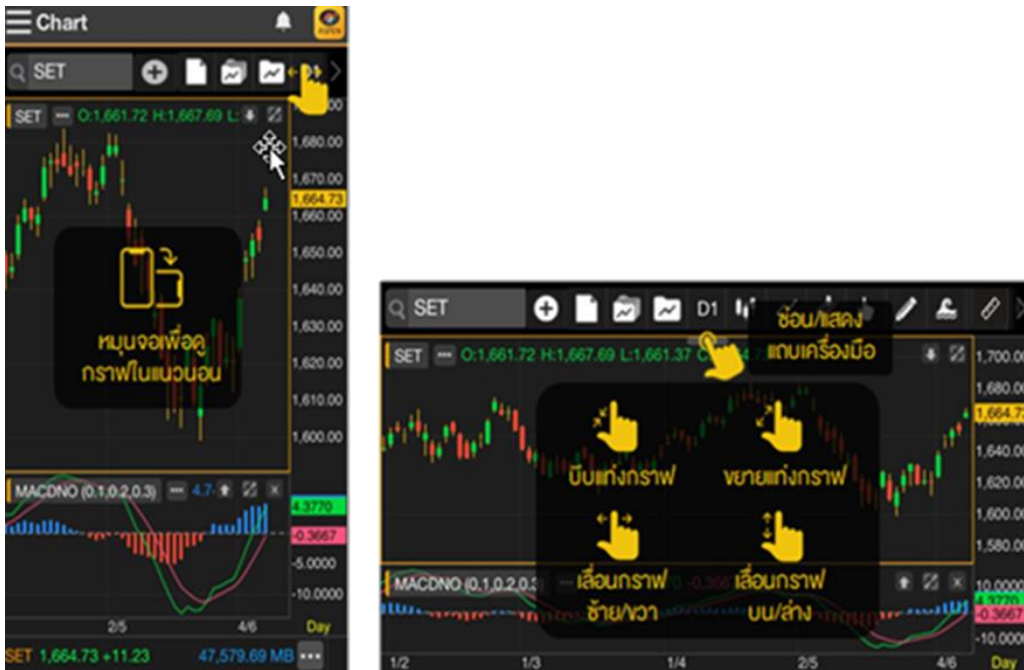 Chart
SET
SET O:1,661.72 H:1,667.69 L:
1,680.00
1,670.00
1,664.73
1,660.00
1,650.00
1,640.00
1,630.00
1,620.00
1,610.00
1,600.00
หมุนจอเพื่อดู
กราฟในแนวนอน
MACDNO (0.1,0.2,0.3)
4.3770
-0.3667
-5.0000
-10.0000
2/5 4/6 Day
SET 1,664.73 +11.23 47,579.69 MB
SET D1
ซ่อน/แสดง
แถบเครื่องมือ
SET O:1,661.72 H:1,667.69 L:1,661.37
1,700.00
1,680.00
1,664.73
1,640.00
1,620.00
1,600.00
1,580.00
บีบแท่งกราฟ ขยายแท่งกราฟ
เลื่อนกราฟ เลื่อนกราฟ
ซ้าย/ขวา บน/ล่าง
MACDNO (0.1,0.2,0.3)
10.0000
4.3770
-0.3667
-10.0000
1/2 1/3 1/4 2/5 4/6 Day